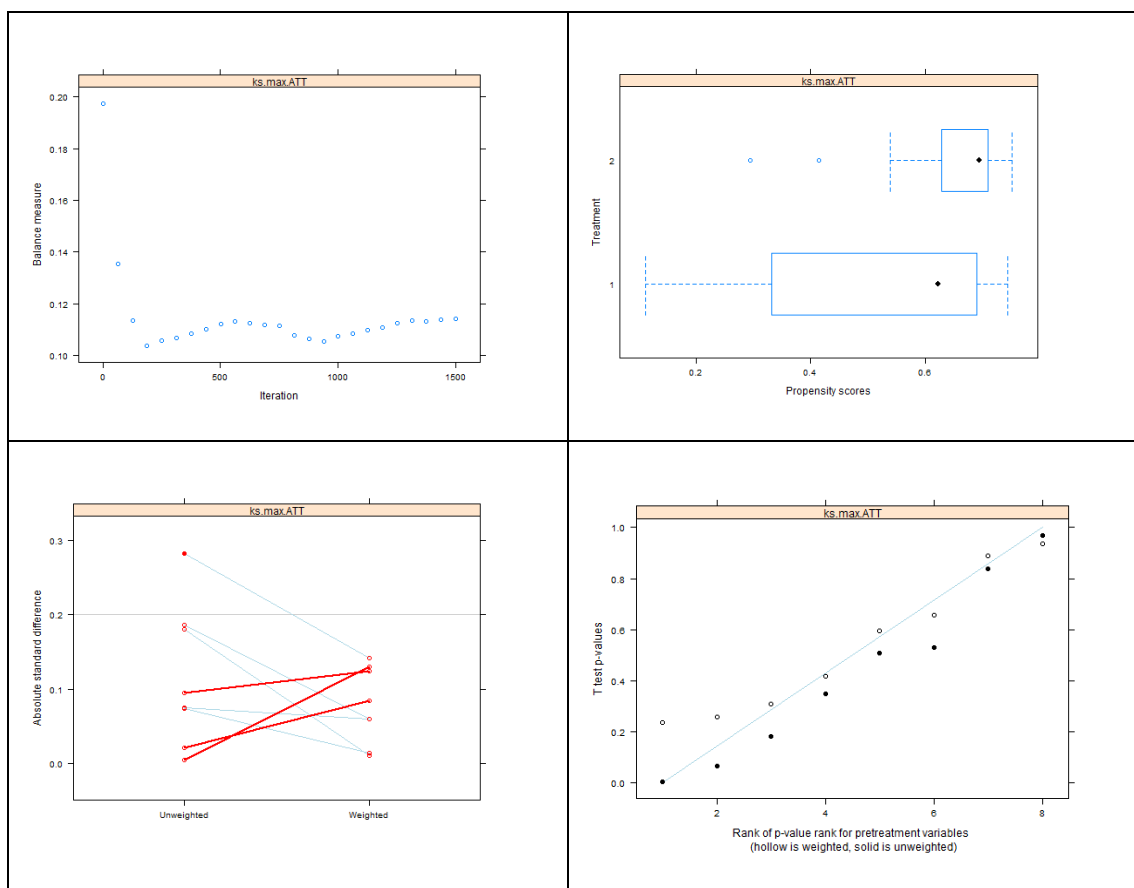 ks.max.ATT
0.20
0.18
0.16
0.14
0.12
0.10
Balance measure
0
500
1000
1500
Iteration
ks.max.ATT
2
1
Treatment
0.2
0.4
0.6
Propensity scores
ks.max.ATT
0.3
0.2
0.1
0.0
Absolute standard difference
Unweighted
Weighted
ks.max.ATT
1.0
0.8
0.6
0.4
0.2
0.0
T test p-values
2
4
6
8
Rank of p-value rank for pretreatment variables
(hollow is weighted, solid is unweighted)